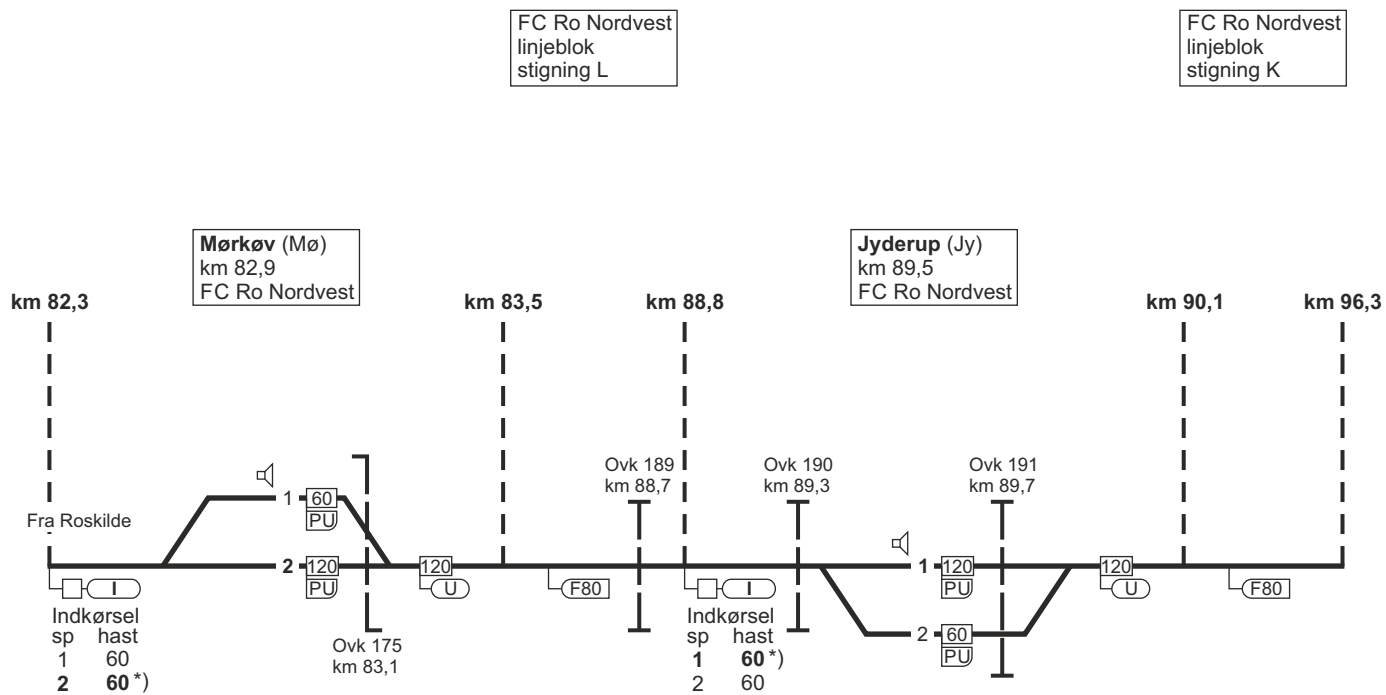 FC Ro Nordvest
linjeblok
stigning L
FC Ro Nordvest
linjeblok
stigning K
Mørkøv (Mø)
km 82,9
FC Ro Nordvest
Jyderup (Jy)
km 89,5
FC Ro Nordvest
km 82,3
km 83,5
km 88,8
km 90,1
km 96,3
Ovk 189
km 88,7
Ovk 190
km 89,3
Ovk 191
km 89,7
1 60
PU
Fra Roskilde
2 120
PU
120
U
F80
I
Indkørsel
sp hast
1 60
2 60 *)
Ovk 175
km 83,1
I
Indkørsel
sp hast
1 60 *)
2 60
1 120
PU
2 60
PU
120
U
F80